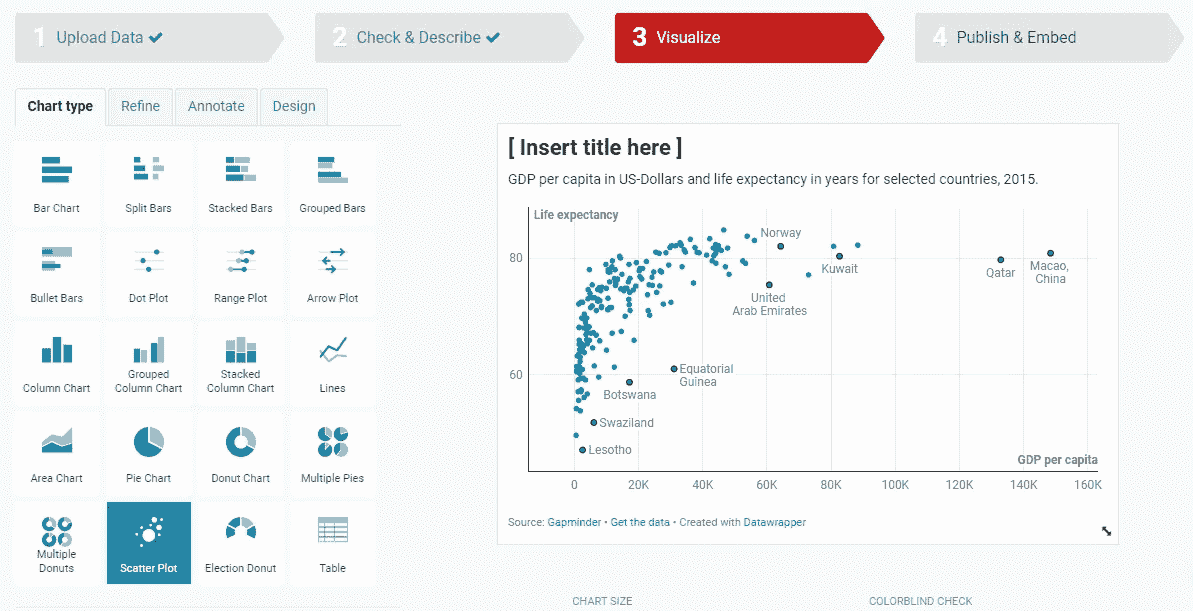 1 Upload Data ✔ 2 Check & Describe ✔ 3 Visualize 4 Publish & Embed
Chart type Refine Annotate Design
Bar Chart Split Bars Stacked Bars Grouped Bars
Bullet Bars Dot Plot Range Plot Arrow Plot
Column Chart Grouped
Column Chart Stacked
Column Chart Lines
Area Chart Pie Chart Donut Chart Multiple Pies
Multiple
Donuts Scatter Plot Election Donut Table
[ Insert title here ]
GDP per capita in US-Dollars and life expectancy in years for selected countries, 2015.
Life expectancy
80
60
Norway
Kuwait
Qatar
Macao,
China
United
Arab Emirates
Equatorial
Guinea
Botswana
Swaziland
Lesotho
GDP per capita
0 20K 40K 60K 80K 100K 120K 140K 160K
Source: Gapminder • Get the data • Created with Datawrapper
CHART SIZE COLORBLIND CHECK